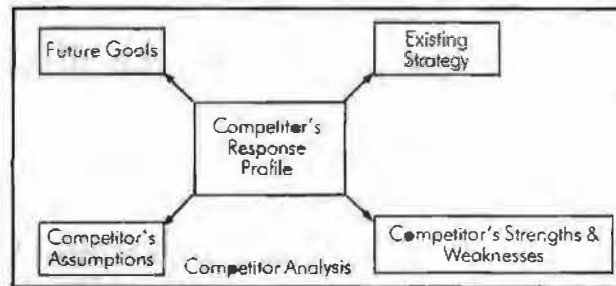 Future Goals
Existing
Strategy
Competitor's
Response
Profile
Competitor's
Assumptions
Competitor's Strengths &
Weaknesses
Competitor Analysis